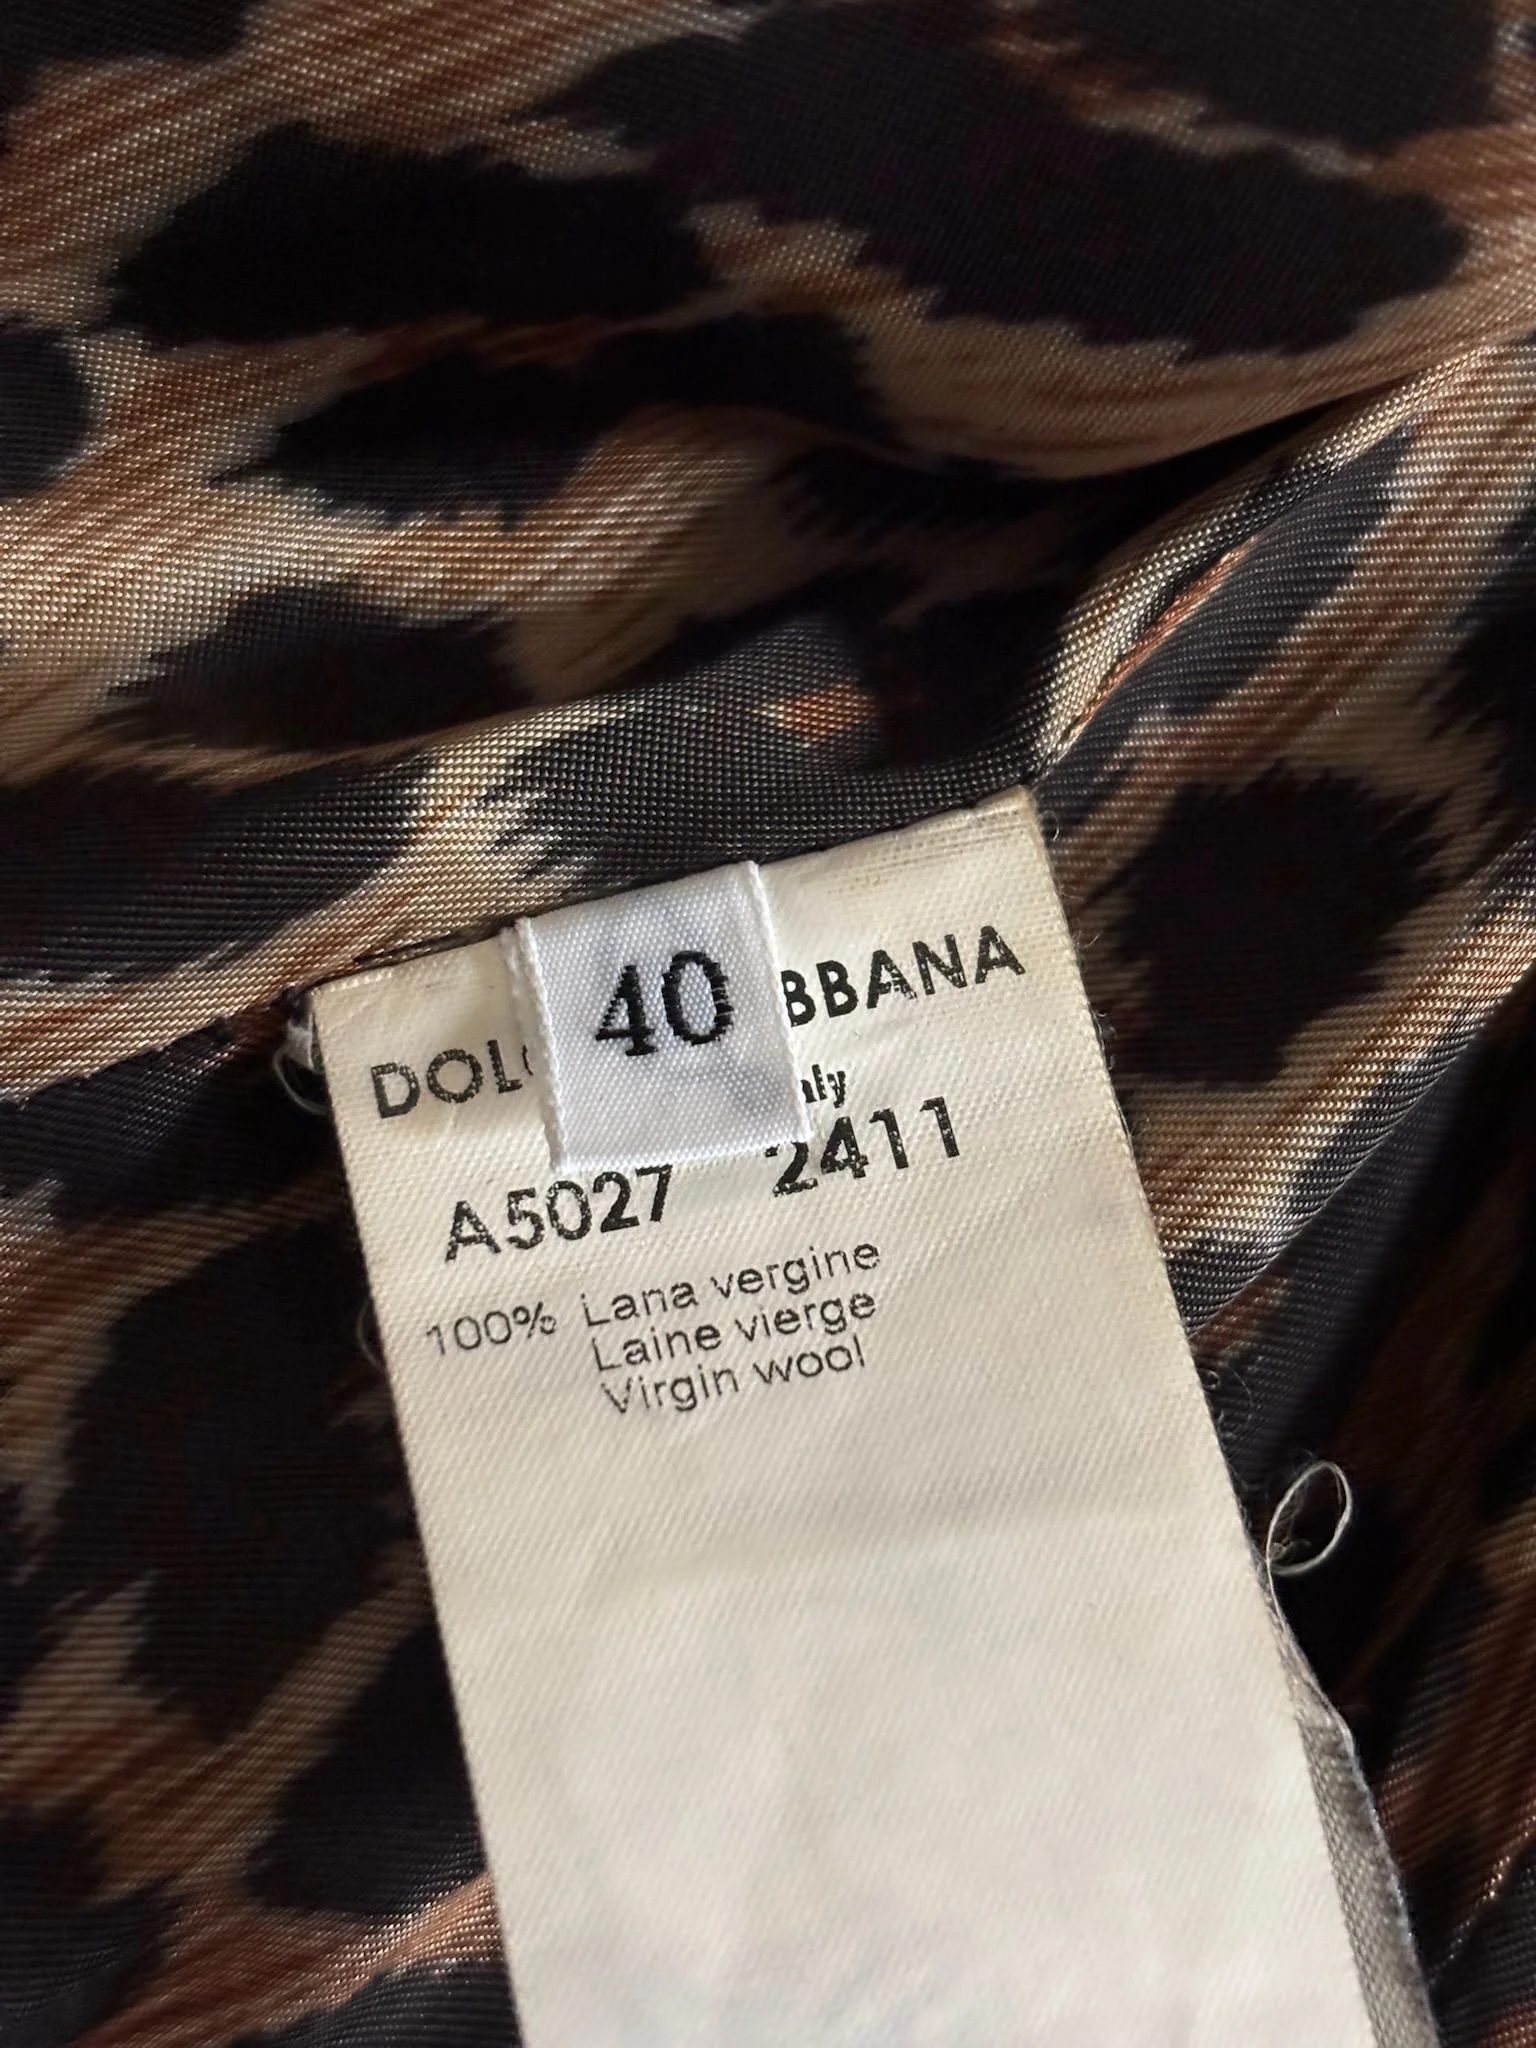 40
DOL BBANA
aly
A5027 2411
100% Lana vergine
Laine vierge
Virgin wool